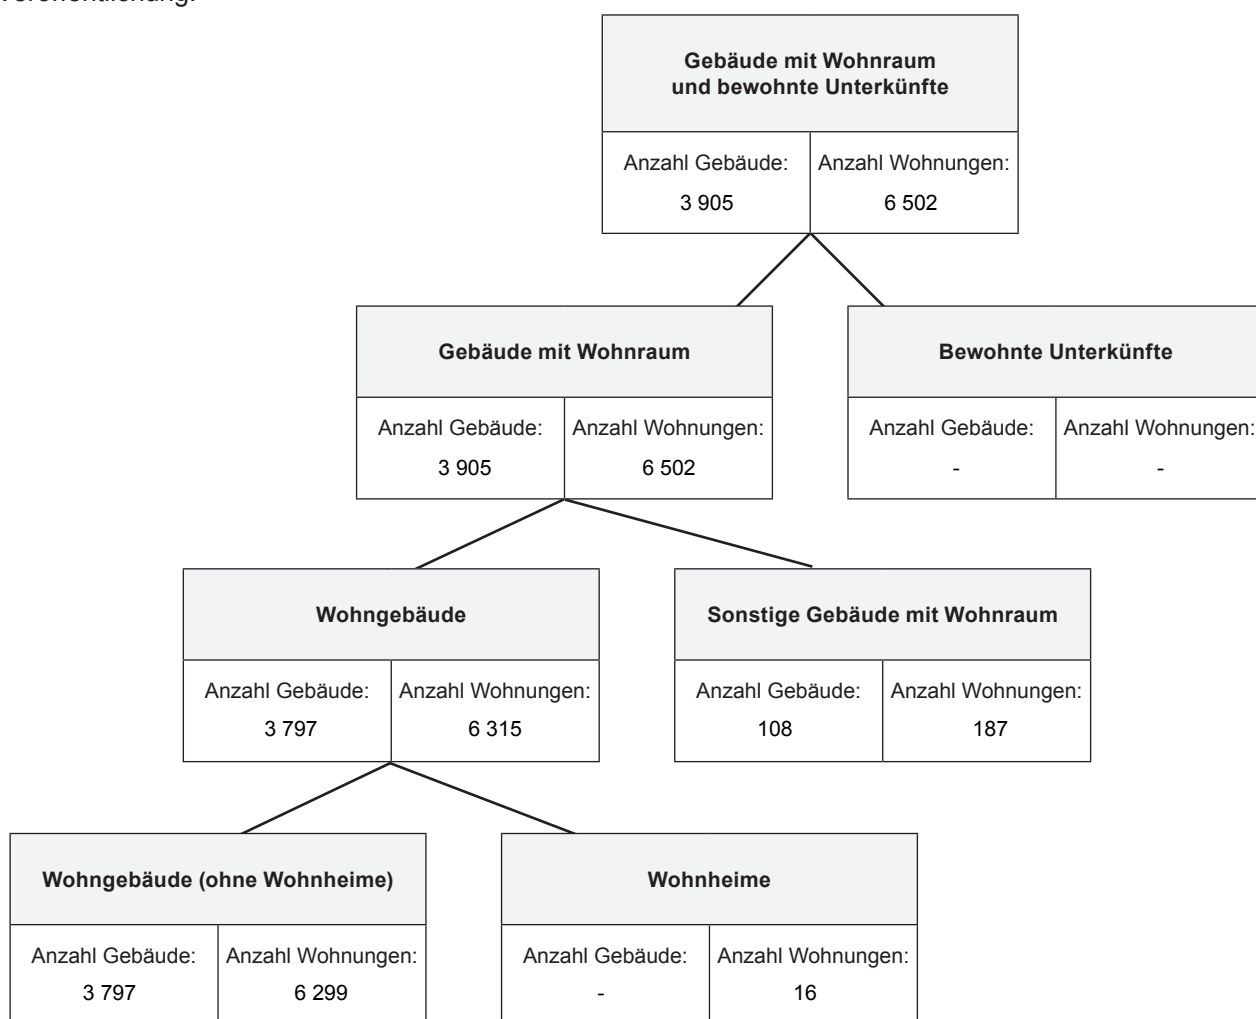 Veröffentlichung.
Gebäude mit Wohnraum
und bewohnte Unterkünfte
Anzahl Gebäude:
3 905
Anzahl Wohnungen:
6 502
Gebäude mit Wohnraum
Anzahl Gebäude:
3 905
Anzahl Wohnungen:
6 502
Bewohnte Unterkünfte
Anzahl Gebäude:
-
Anzahl Wohnungen:
-
Wohngebäude
Anzahl Gebäude:
3 797
Anzahl Wohnungen:
6 315
Sonstige Gebäude mit Wohnraum
Anzahl Gebäude:
108
Anzahl Wohnungen:
187
Wohngebäude (ohne Wohnheime)
Anzahl Gebäude:
3 797
Anzahl Wohnungen:
6 299
Wohnheime
Anzahl Gebäude:
-
Anzahl Wohnungen:
16